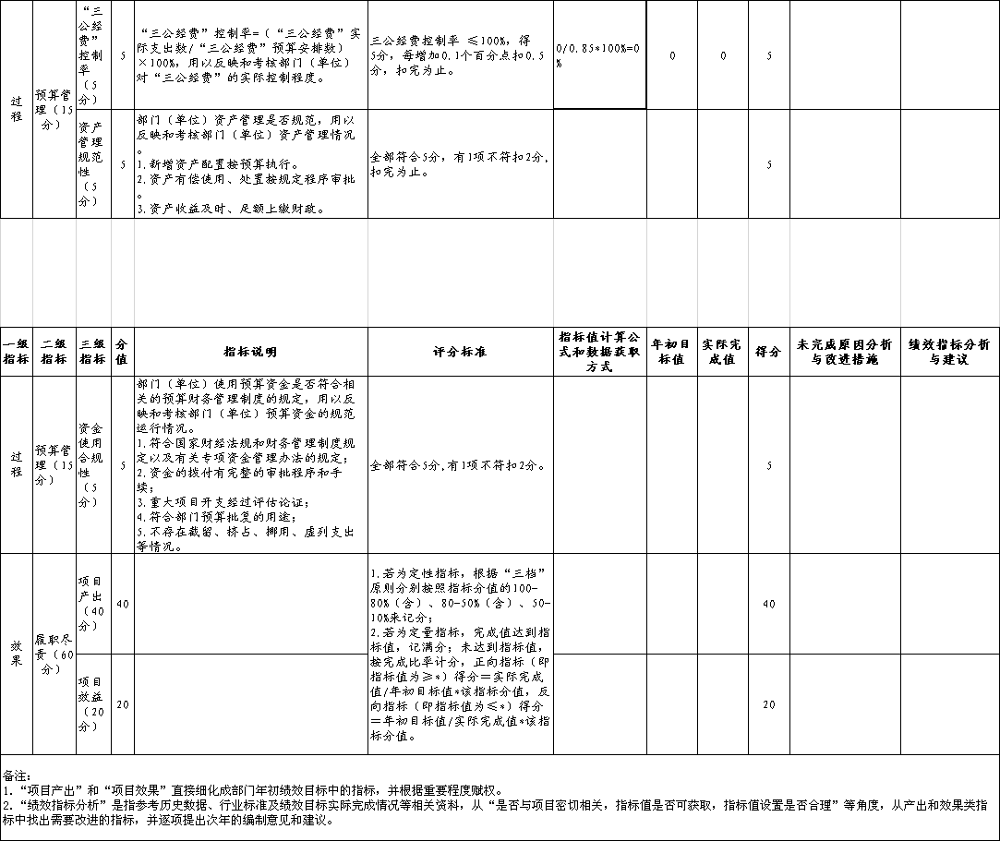 过程
预算管
理（15
分）
“三
公经
费”
控制
率
（5
分）
5
“三公经费”控制率=（“三公经费”实
际支出数/“三公经费”预算安排数）
×100%，用以反映和考核部门（单位）
对“三公经费”的实际控制程度。
三公经费控制率 ≤100%，得
5分，每增加0.1个百分点扣0.5
分，扣完为止。
0/0.85*100%=0
%
0
0
5
资产
管理
规范
性
（5
分）
5
部门（单位）资产管理是否规范，用以
反映和考核部门（单位）资产管理情况
。
1.新增资产配置按预算执行。
2.资产有偿使用、处置按规定程序审批
。
3.资产收益及时、足额上缴财政。
全部符合5分，有1项不符扣2分，
扣完为止。
5
一级
指标
二级
指标
三级
指标
分
值
指标说明
评分标准
指标值计算公
式和数据获取
方式
年初目
标值
实际完
成值
得分
未完成原因分析
与改进措施
绩效指标分析
与建议
过程
预算管
理（15
分）
资金
使用
合规
性
（5
分）
5
部门（单位）使用预算资金是否符合相
关的预算财务管理制度的规定，用以反
映和考核部门（单位）预算资金的规范
运行情况。
1.符合国家财经法规和财务管理制度规
定以及有关专项资金管理办法的规定；
2.资金的拨付有完整的审批程序和手
续；
3.重大项目开支经过评估论证；
4.符合部门预算批复的用途；
5.不存在截留、挤占、挪用、虚列支出
等情况。
全部符合5分,有1项不符扣2分。
5
效果
履职尽
责（60
分）
项目
产出
（40
分）
40
1.若为定性指标，根据“三档”
原则分别按照指标分值的100-
80%（含）、80-50%（含）、50-
10%来记分；
2.若为定量指标，完成值达到指
标值，记满分；未达到指标值，
按完成比率计分，正向指标（即
指标值为≥*）得分＝实际完成
值/年初目标值*该指标分值，反
向指标（即指标值为≤*）得分
＝年初目标值/实际完成值*该指
标分值。
40
项目
效益
（20
分）
20
20
备注：
1.“项目产出”和“项目效果”直接细化成部门年初绩效目标中的指标，并根据重要程度赋权。
2.“绩效指标分析”是指参考历史数据、行业标准及绩效目标实际完成情况等相关资料，从“是否与项目密切相关，指标值是否可获取，指标值设置是否合理”等角度，从产出和效果类指
标中找出需要改进的指标，并逐项提出次年的编制意见和建议。